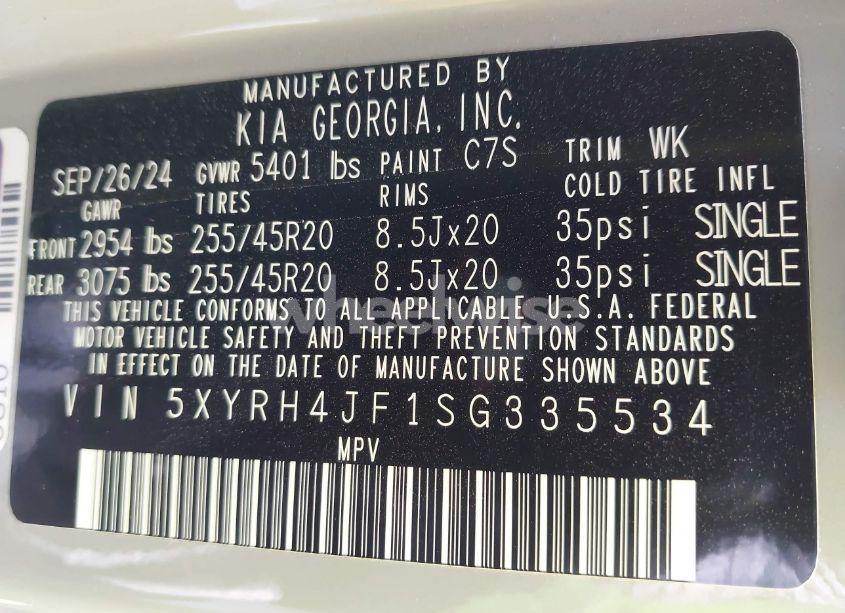 MANUFACTURED BY
KIA GEORGIA, INC.
SEP/26/24 GVWR 5401 lbs PAINT C7S TRIM WK
GAWR TIRES RIMS COLD TIRE INFL
FRONT 2954 lbs 255/45R20 8.5Jx20 35psi SINGLE
REAR 3075 lbs 255/45R20 8.5Jx20 35psi SINGLE
THIS VEHICLE CONFORMS TO ALL APPLICABLE U.S.A. FEDERAL
MOTOR VEHICLE SAFETY AND THEFT PREVENTION STANDARDS
IN EFFECT ON THE DATE OF MANUFACTURE SHOWN ABOVE
VIN 5XYRH4JF1SG335534
MPV
wheelwise